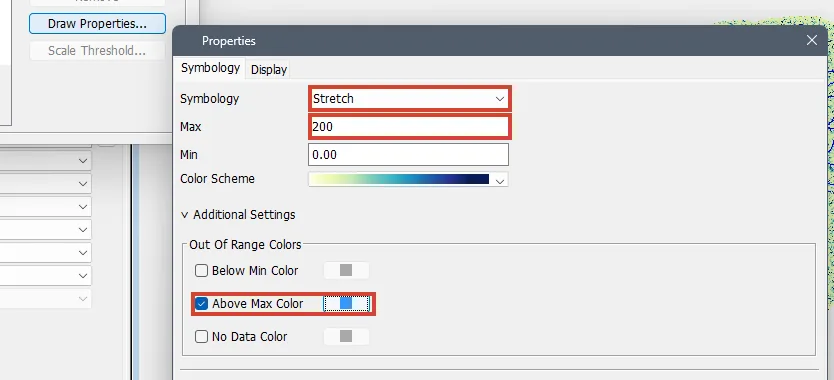 Remove
Draw Properties...
Scale Threshold...
Properties
Symbology
Display
Symbology
Stretch
Max
200
Min
0.00
Color Scheme
Additional Settings
Out Of Range Colors
Below Min Color
Above Max Color
No Data Color